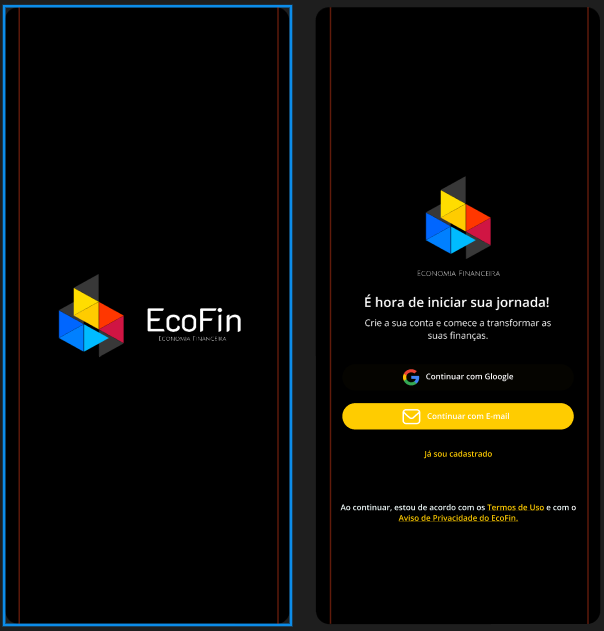 EcoFin
Economia Financeira
Economia Financeira
É hora de iniciar sua jornada!
Crie a sua conta e comece a transformar as
suas finanças.
Continuar com Gloogle
Continuar com E-mail
Já sou cadastrado
Ao continuar, estou de acordo com os Termos de Uso e com o
Aviso de Privacidade do EcoFin.